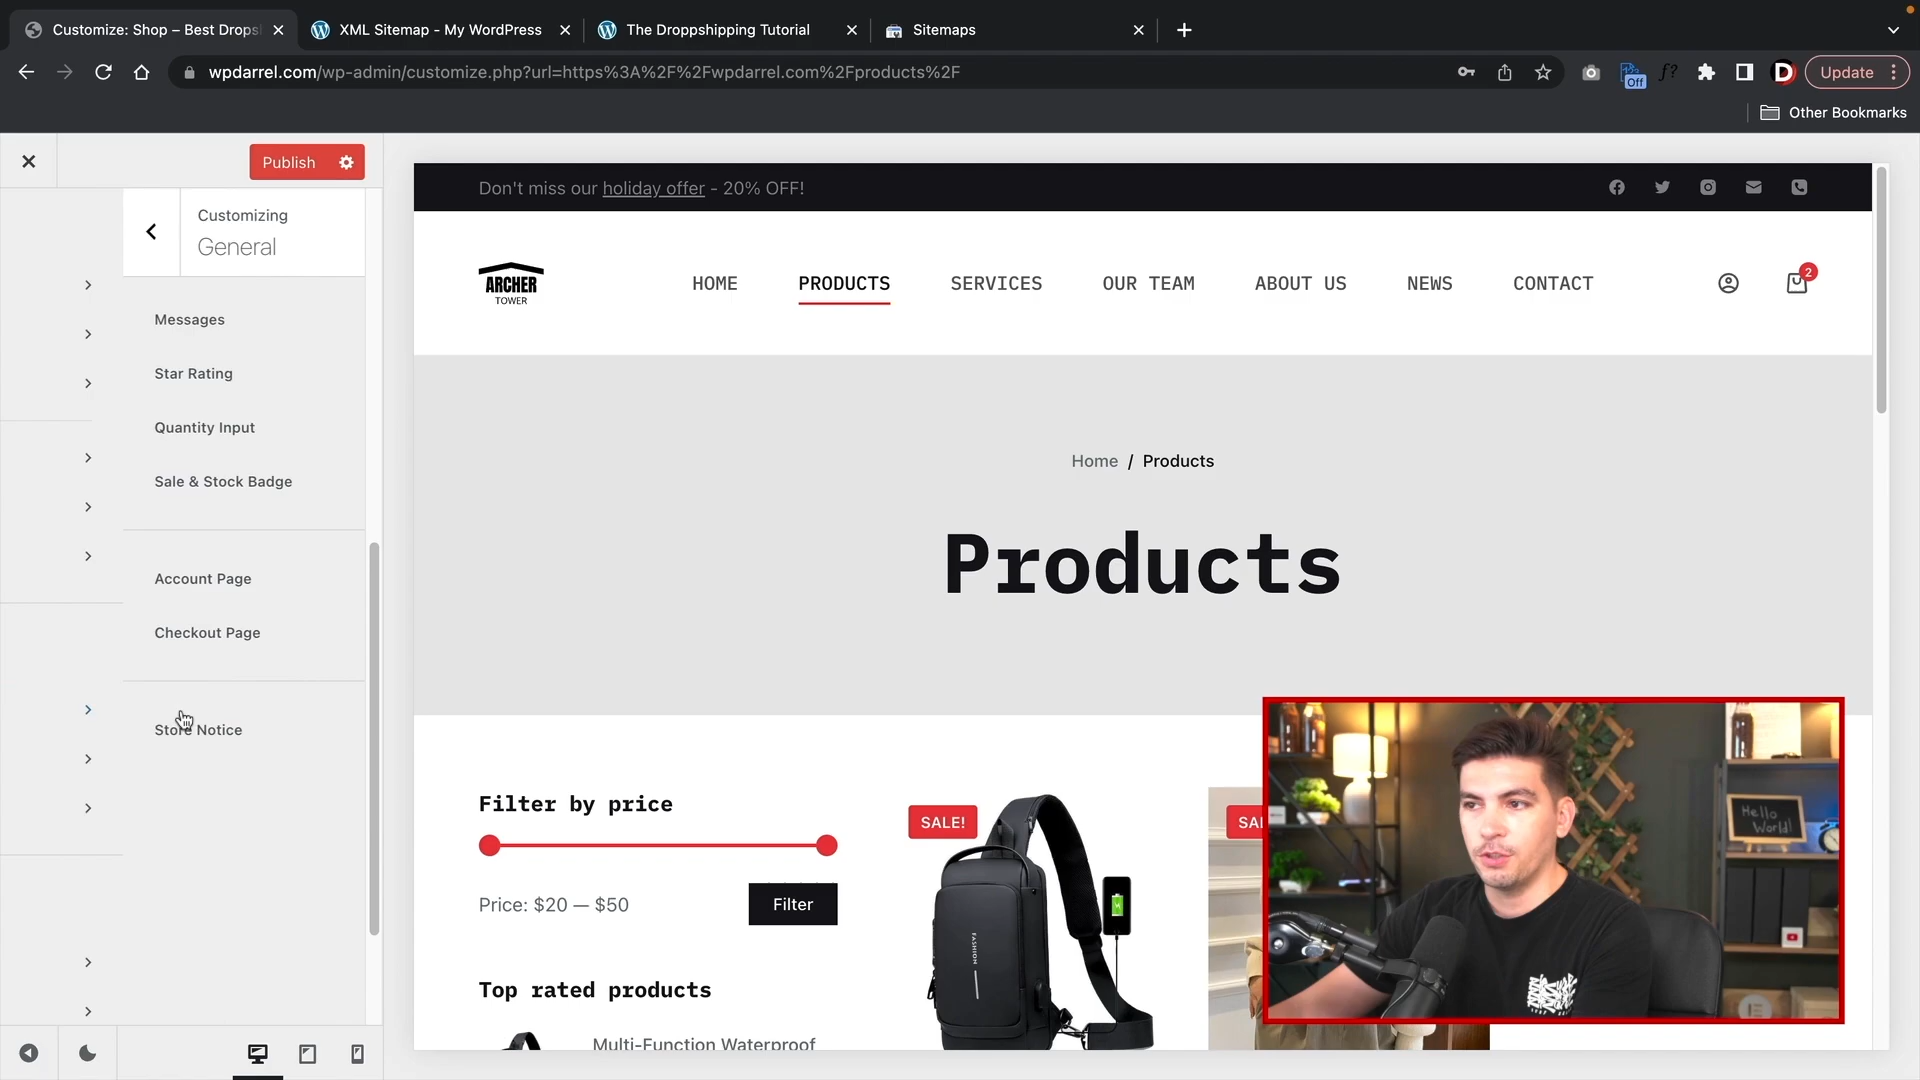 Customize: Shop – Best Drops
XML Sitemap - My WordPress
The Droppshipping Tutorial
Sitemaps
wpdarrel.com/wp-admin/customize.php?url=https%3A%2F%2Fwpdarrel.com%2Fproducts%2F
Off
f?
D
Update
Other Bookmarks
Publish
Customizing
General
Messages
Star Rating
Quantity Input
Sale & Stock Badge
Account Page
Checkout Page
Store Notice
Don't miss our holiday offer - 20% OFF!
ARCHER
TOWER
HOME
PRODUCTS
SERVICES
OUR TEAM
ABOUT US
NEWS
CONTACT
2
Home / Products
Products
Filter by price
Price: $20 — $50
Filter
Top rated products
Multi-Function Waterproof
SALE!
FASHION
SAL
Hello
World!